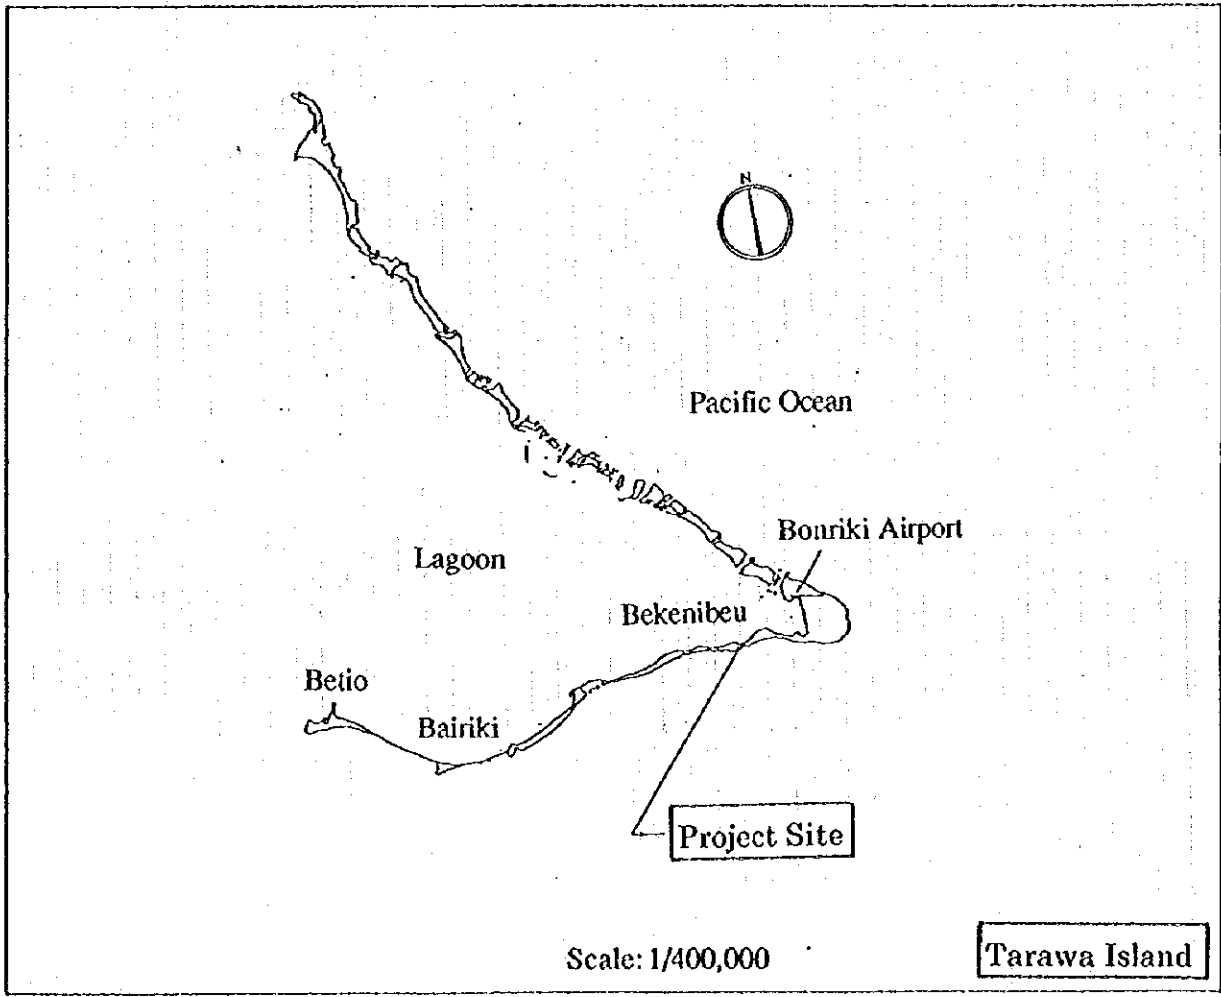 N
Pacific Ocean
Bonriki Airport
Lagoon
Bekenibeu
Betio
Bairiki
Project Site
Scale: 1/400,000
Tarawa Island